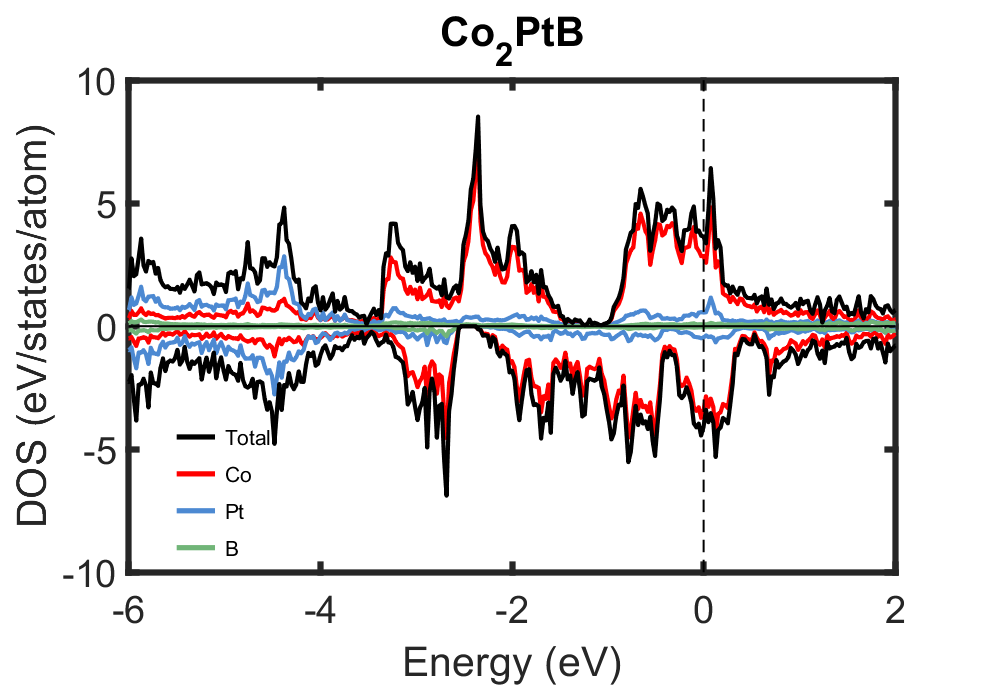 Co2PtB
DOS (eV/states/atom)
10
5
0
-5
-10
Total
Co
Pt
B
-6 -4 -2 0 2
Energy (eV)